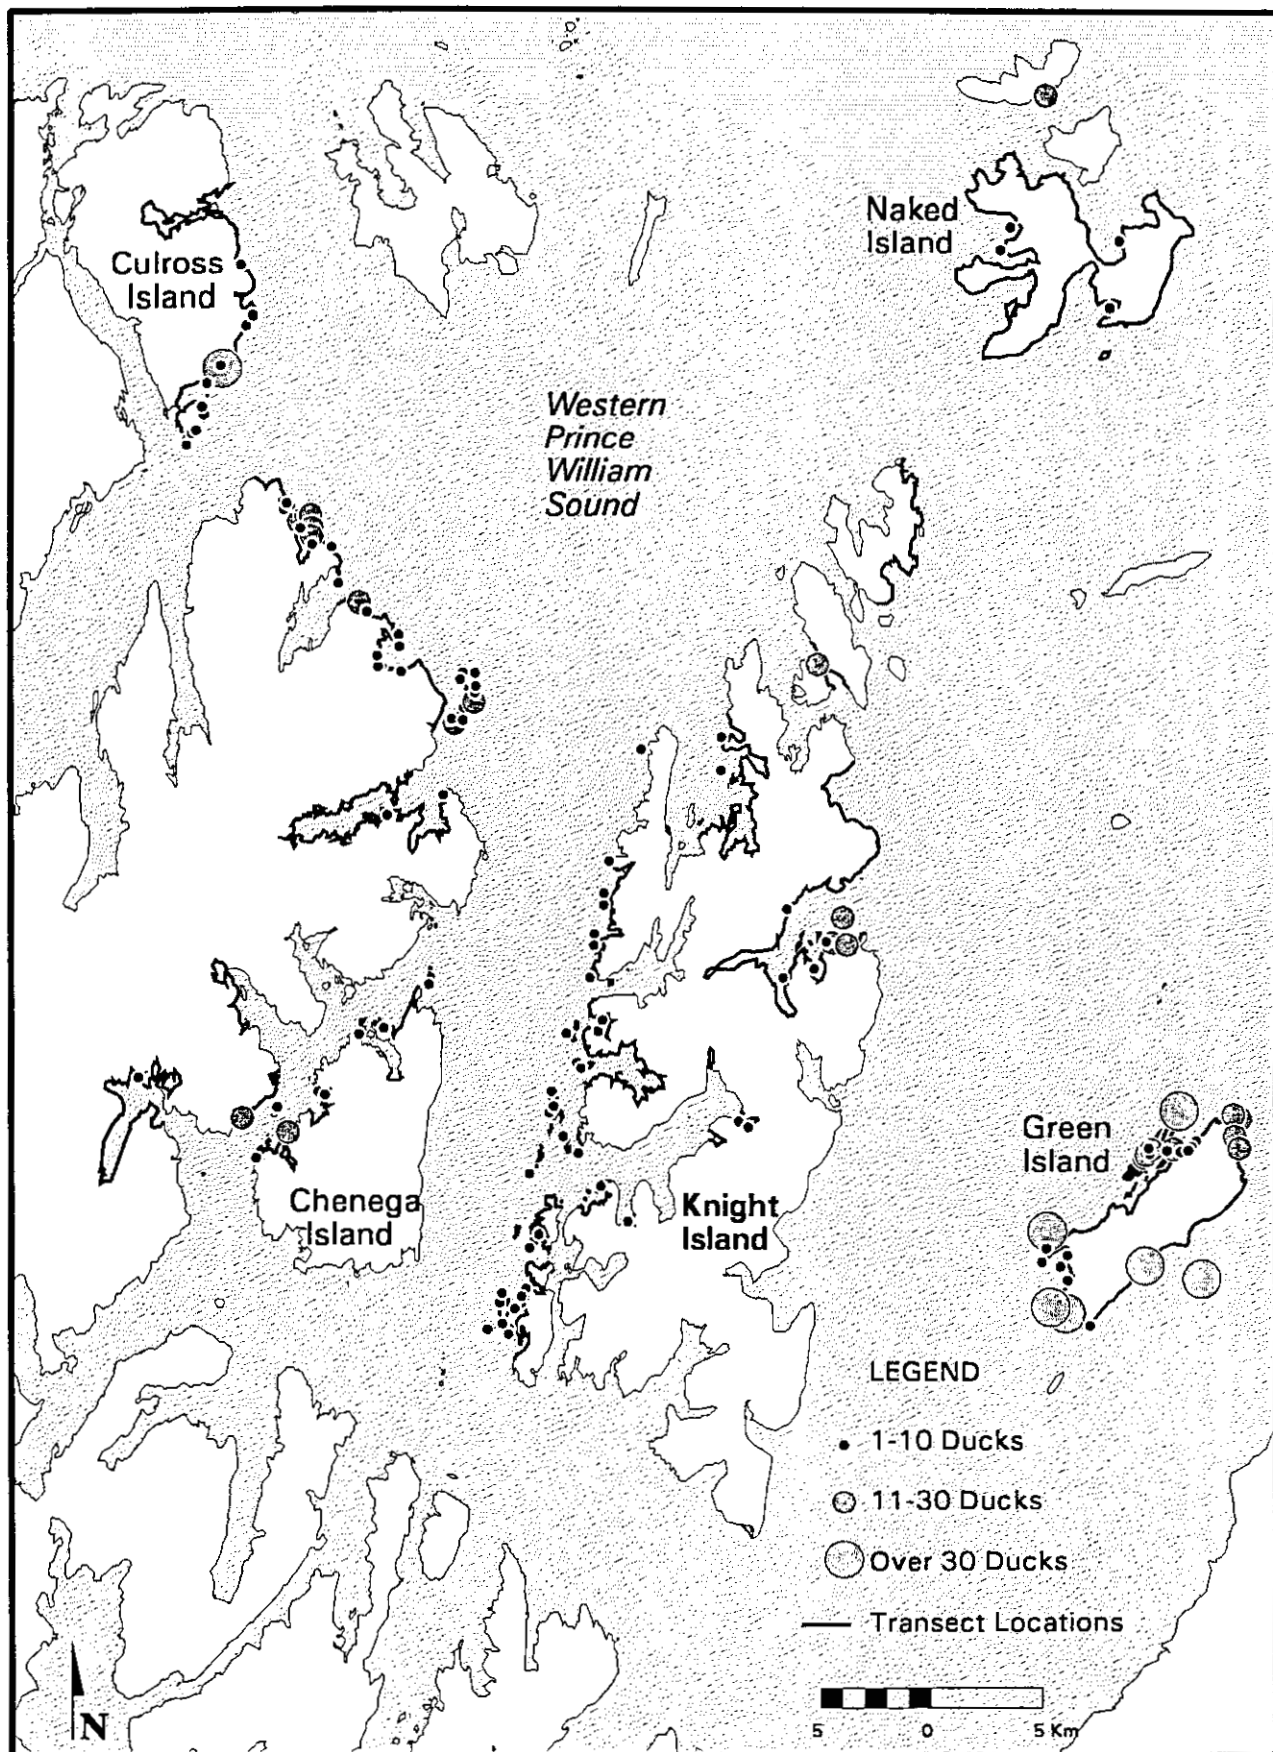 Naked
Island
Culross
Island
Western
Prince
William
Sound
Green
Island
Chenega
Island
Knight
Island
LEGEND
1-10 Ducks
11-30 Ducks
Over 30 Ducks
Transect Locations
N
5 0 5 Km